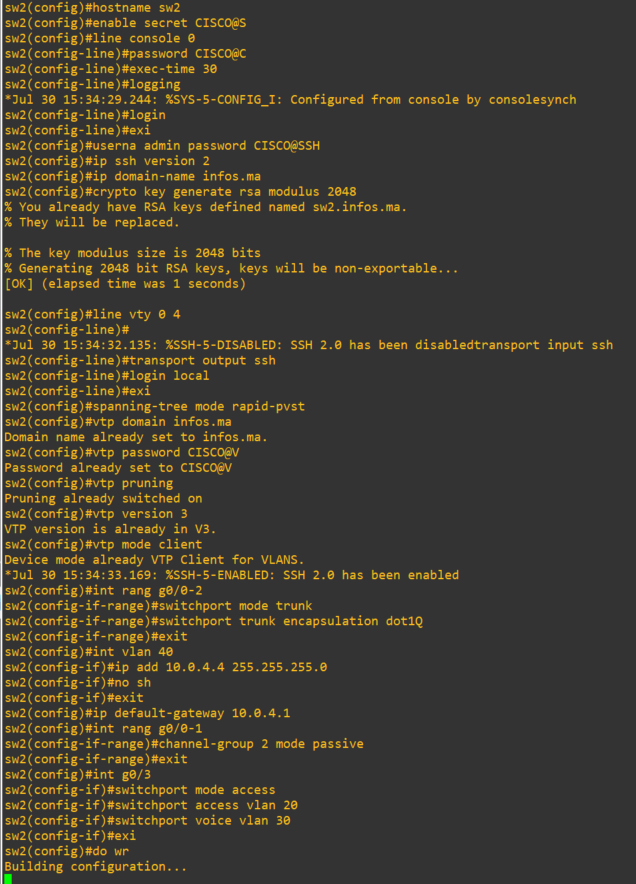 sw2(config)#hostname sw2
sw2(config)#enable secret CISCO@S
sw2(config)#line console 0
sw2(config-line)#password CISCO@C
sw2(config-line)#exec-time 30
sw2(config-line)#logging
*Jul 30 15:34:29.244: %SYS-5-CONFIG_I: Configured from console by consolesynch
sw2(config-line)#login
sw2(config-line)#exi
sw2(config)#userna admin password CISCO@SSH
sw2(config)#ip ssh version 2
sw2(config)#ip domain-name infos.ma
sw2(config)#crypto key generate rsa modulus 2048
% You already have RSA keys defined named sw2.infos.ma.
% They will be replaced.

% The key modulus size is 2048 bits
% Generating 2048 bit RSA keys, keys will be non-exportable...
[OK] (elapsed time was 1 seconds)

sw2(config)#line vty 0 4
sw2(config-line)#
*Jul 30 15:34:32.135: %SSH-5-DISABLED: SSH 2.0 has been disabledtransport input ssh
sw2(config-line)#transport output ssh
sw2(config-line)#login local
sw2(config-line)#exi
sw2(config)#spanning-tree mode rapid-pvst
sw2(config)#vtp domain infos.ma
Domain name already set to infos.ma.
sw2(config)#vtp password CISCO@V
Password already set to CISCO@V
sw2(config)#vtp pruning
Pruning already switched on
sw2(config)#vtp version 3
VTP version is already in V3.
sw2(config)#vtp mode client
Device mode already VTP Client for VLANS.
*Jul 30 15:34:33.169: %SSH-5-ENABLED: SSH 2.0 has been enabled
sw2(config)#int rang g0/0-2
sw2(config-if-range)#switchport mode trunk
sw2(config-if-range)#switchport trunk encapsulation dot1Q
sw2(config-if-range)#exit
sw2(config)#int vlan 40
sw2(config-if)#ip add 10.0.4.4 255.255.255.0
sw2(config-if)#no sh
sw2(config-if)#exit
sw2(config)#ip default-gateway 10.0.4.1
sw2(config)#int rang g0/0-1
sw2(config-if-range)#channel-group 2 mode passive
sw2(config-if-range)#exit
sw2(config)#int g0/3
sw2(config-if)#switchport mode access
sw2(config-if)#switchport access vlan 20
sw2(config-if)#switchport voice vlan 30
sw2(config-if)#exi
sw2(config)#do wr
Building configuration...